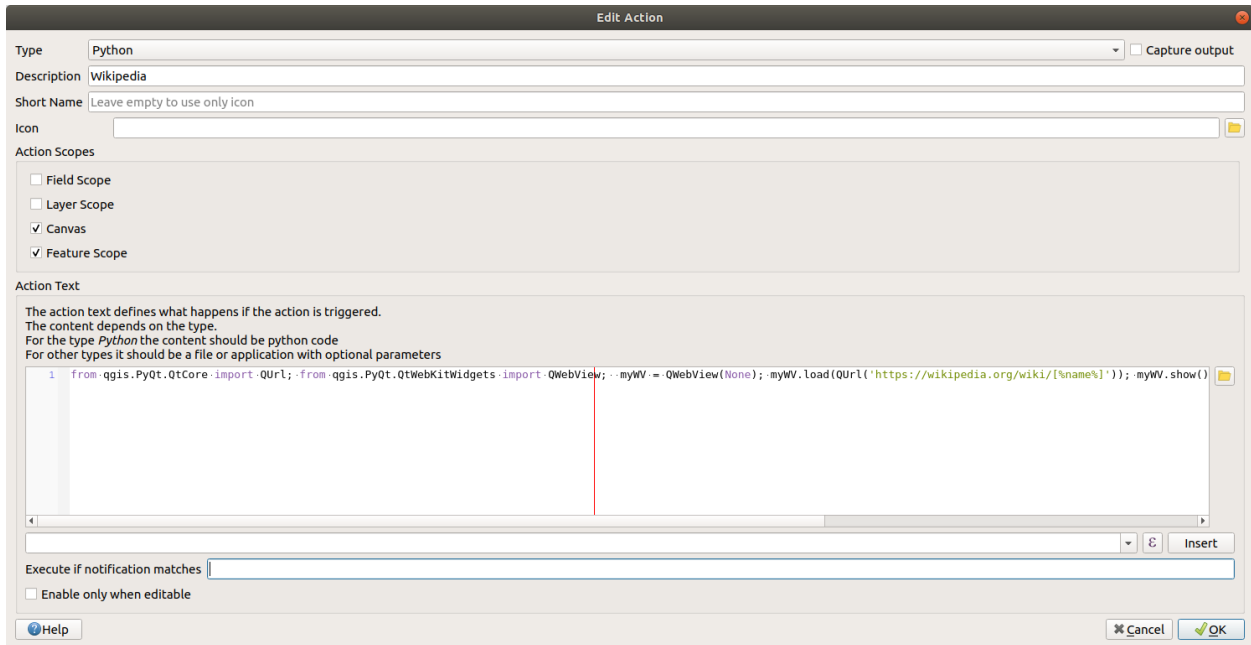 Edit Action
Type Python Capture output
Description Wikipedia
Short Name Leave empty to use only icon
Icon
Action Scopes
Field Scope
Layer Scope
Canvas
Feature Scope
Action Text
The action text defines what happens if the action is triggered.
The content depends on the type.
For the type Python the content should be python code
For other types it should be a file or application with optional parameters
1 from·qgis.PyQt.QtCore·import·QUrl;·from·qgis.PyQt.QtWebKitWidgets·import·QWebView;··myWV·=·QWebView(None);·myWV.load(QUrl('https://wikipedia.org/wiki/[%name%]'));·myWV.show()
ε Insert
Execute if notification matches
Enable only when editable
Help Cancel OK